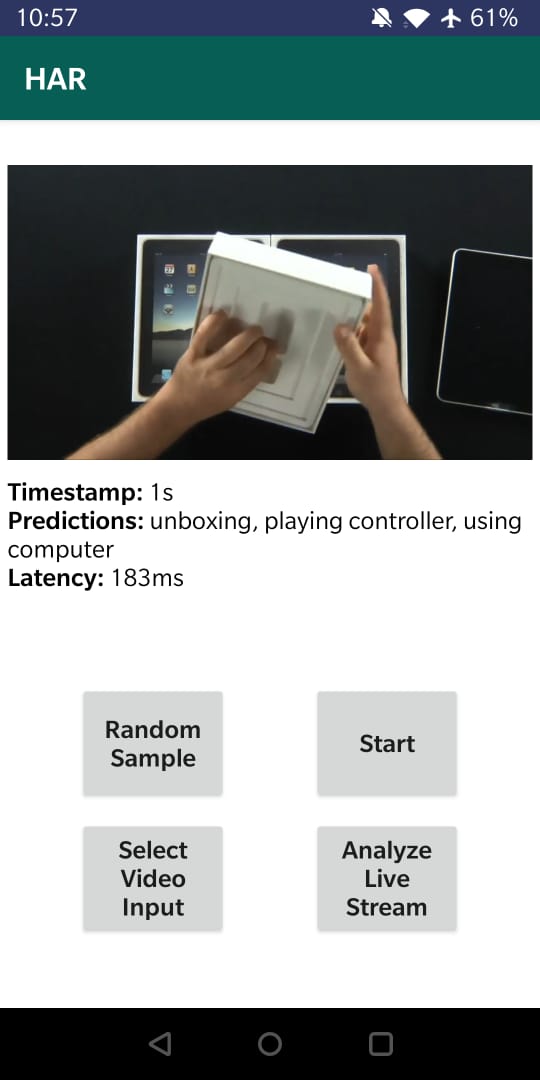 10:57
61%
HAR
27
Timestamp: 1s
Predictions: unboxing, playing controller, using
computer
Latency: 183ms
Random
Sample
Start
Select
Video
Input
Analyze
Live
Stream